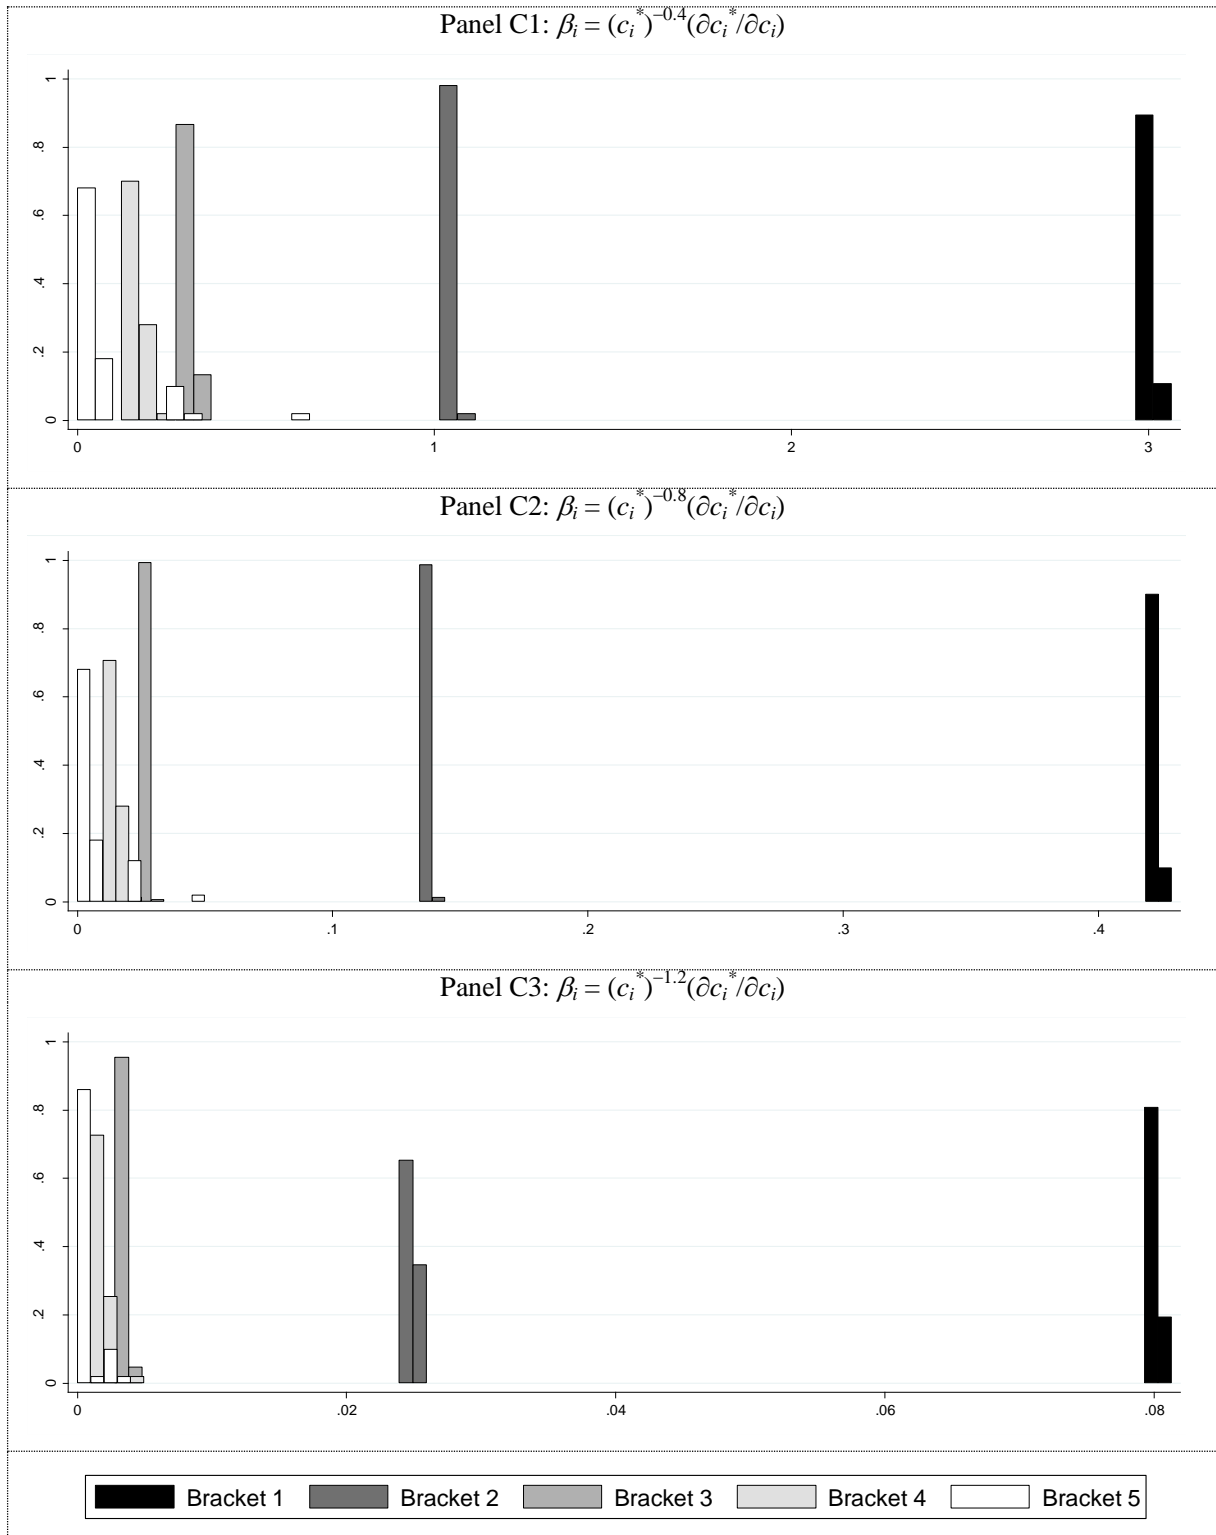 Panel C1: βi = (ci*)–0.4(∂ci*/∂ci)
1
.8
.6
.4
.2
0
0 1 2 3
Panel C2: βi = (ci*)–0.8(∂ci*/∂ci)
1
.8
.6
.4
.2
0
0 .1 .2 .3 .4
Panel C3: βi = (ci*)–1.2(∂ci*/∂ci)
1
.8
.6
.4
.2
0
0 .02 .04 .06 .08
Bracket 1 Bracket 2 Bracket 3 Bracket 4 Bracket 5